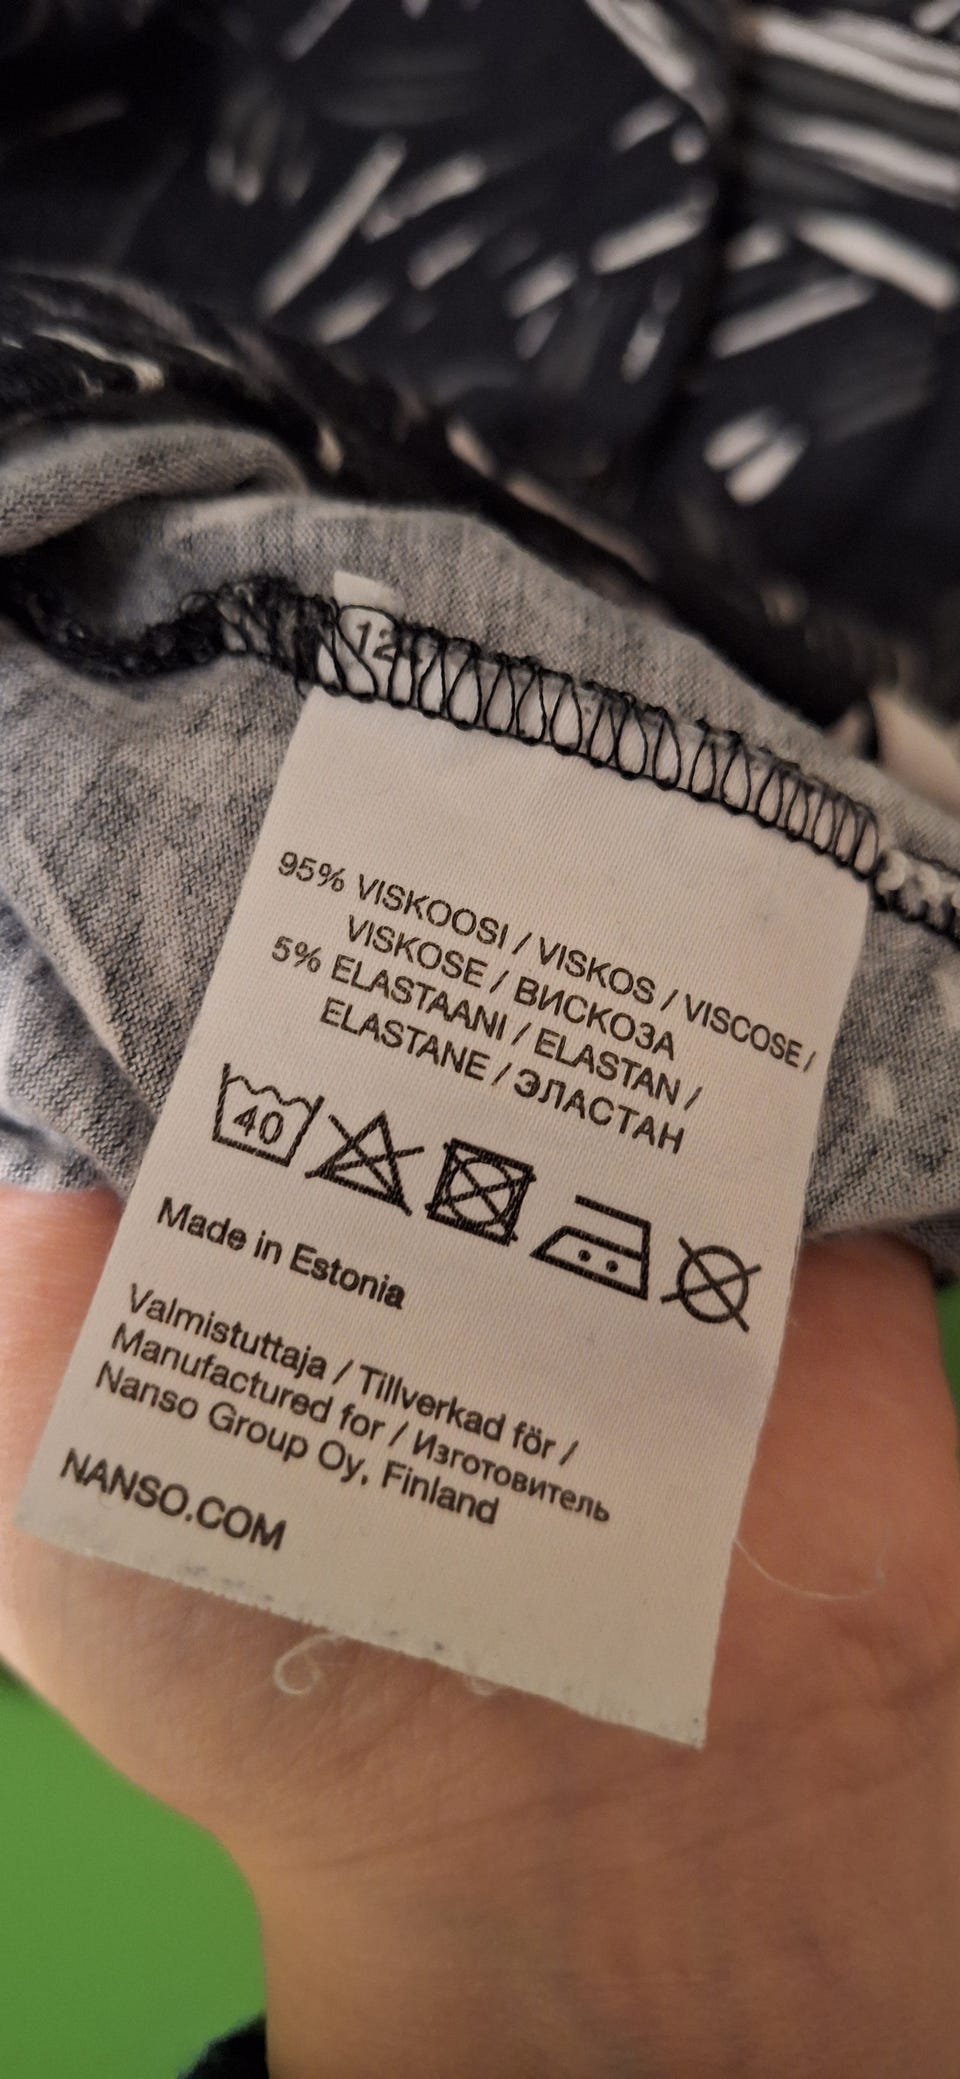 12
95% VISKOOSI / VISKOS / VISCOSE /
VISKOSE / ВИСКОЗА
5% ELASTAANI / ELASTAN /
ELASTANE / ЭЛАСТАН
40
Made in Estonia
Valmistuttaja / Tillverkad för /
Manufactured for / Изготовитель
Nanso Group Oy, Finland
NANSO.COM